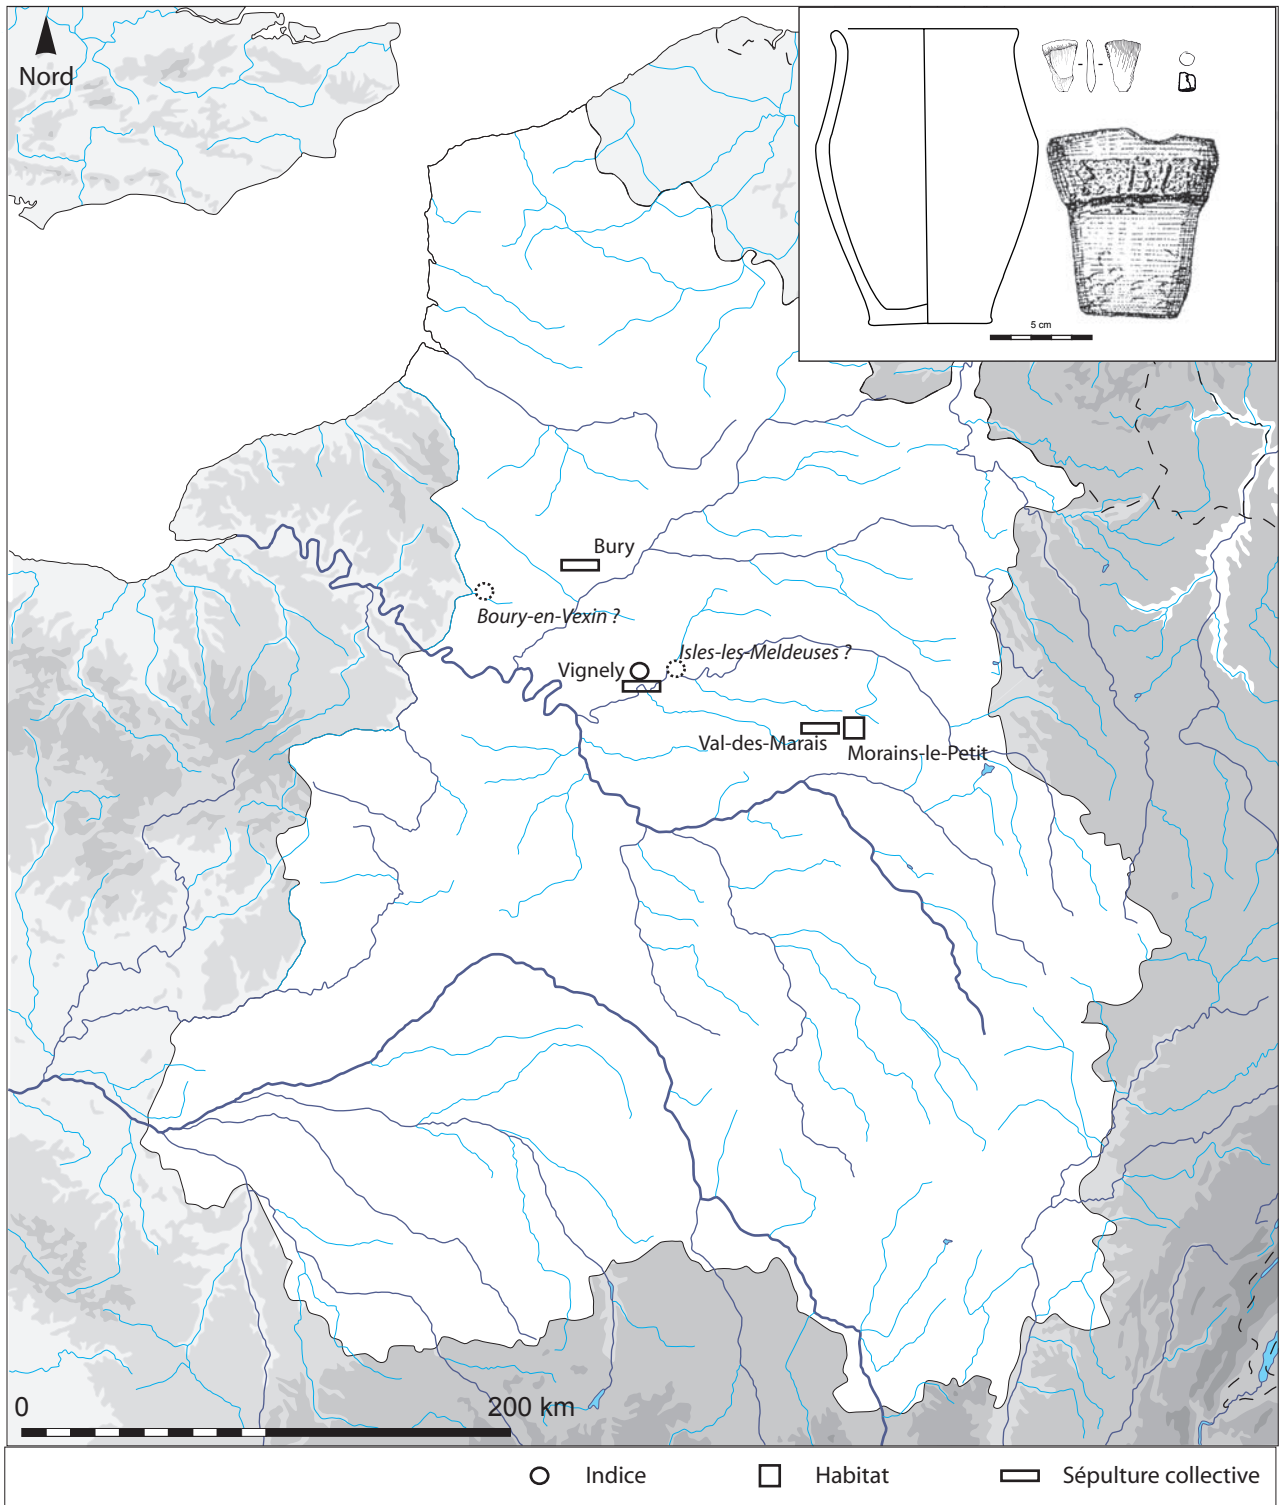 Nord
5 cm
Bury
Boury-en-Vexin ?
Isles-les-Meldeuses ?
Vignely
Val-des-Marais
Morains-le-Petit
0 200 km
Indice Habitat Sépulture collective